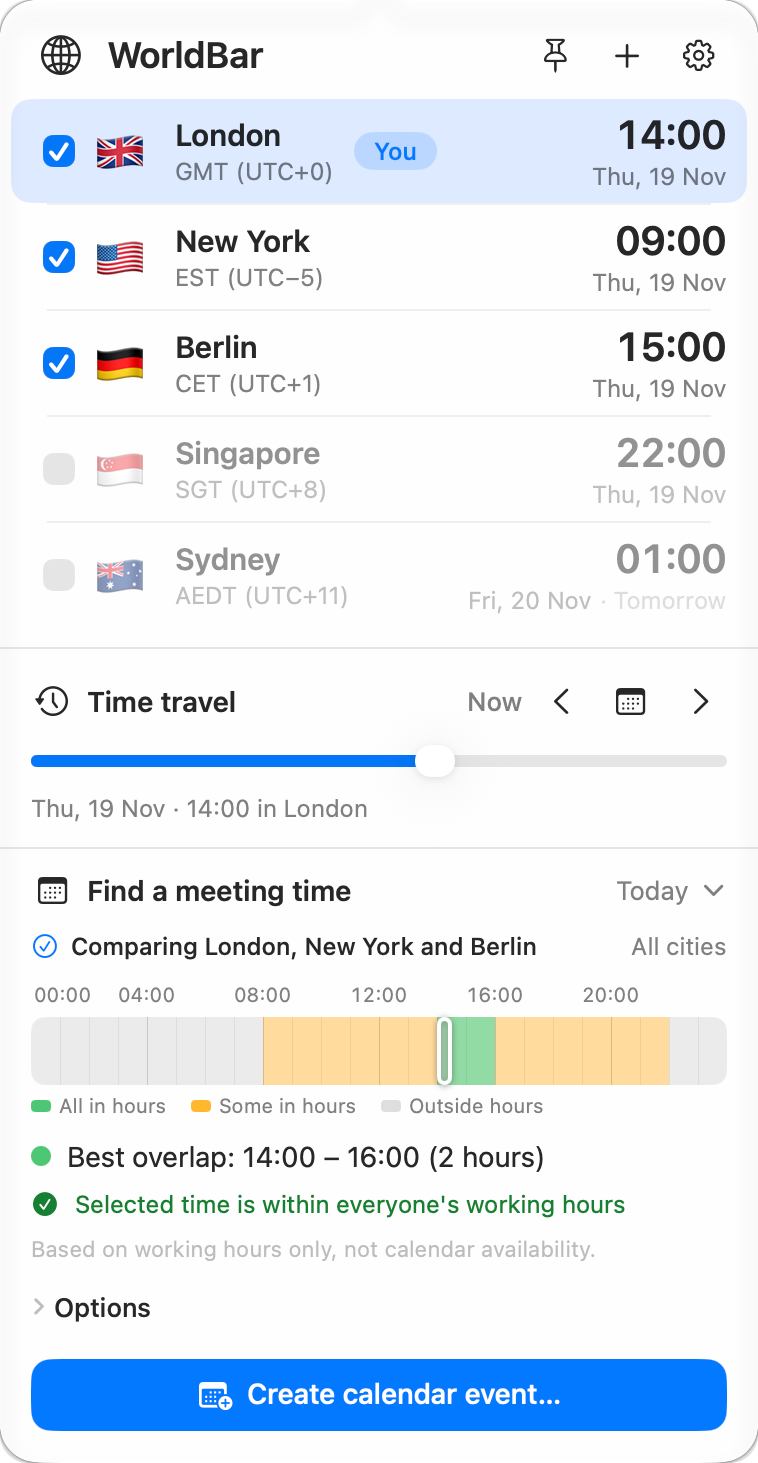 WorldBar
London
GMT (UTC+0)
You
14:00
Thu, 19 Nov
New York
EST (UTC−5)
09:00
Thu, 19 Nov
Berlin
CET (UTC+1)
15:00
Thu, 19 Nov
Singapore
SGT (UTC+8)
22:00
Thu, 19 Nov
Sydney
AEDT (UTC+11)
01:00
Fri, 20 Nov · Tomorrow
Time travel
Now
Thu, 19 Nov · 14:00 in London
Find a meeting time
Today
Comparing London, New York and Berlin
All cities
00:00 04:00 08:00 12:00 16:00 20:00
All in hours Some in hours Outside hours
Best overlap: 14:00 – 16:00 (2 hours)
Selected time is within everyone's working hours
Based on working hours only, not calendar availability.
Options
Create calendar event...